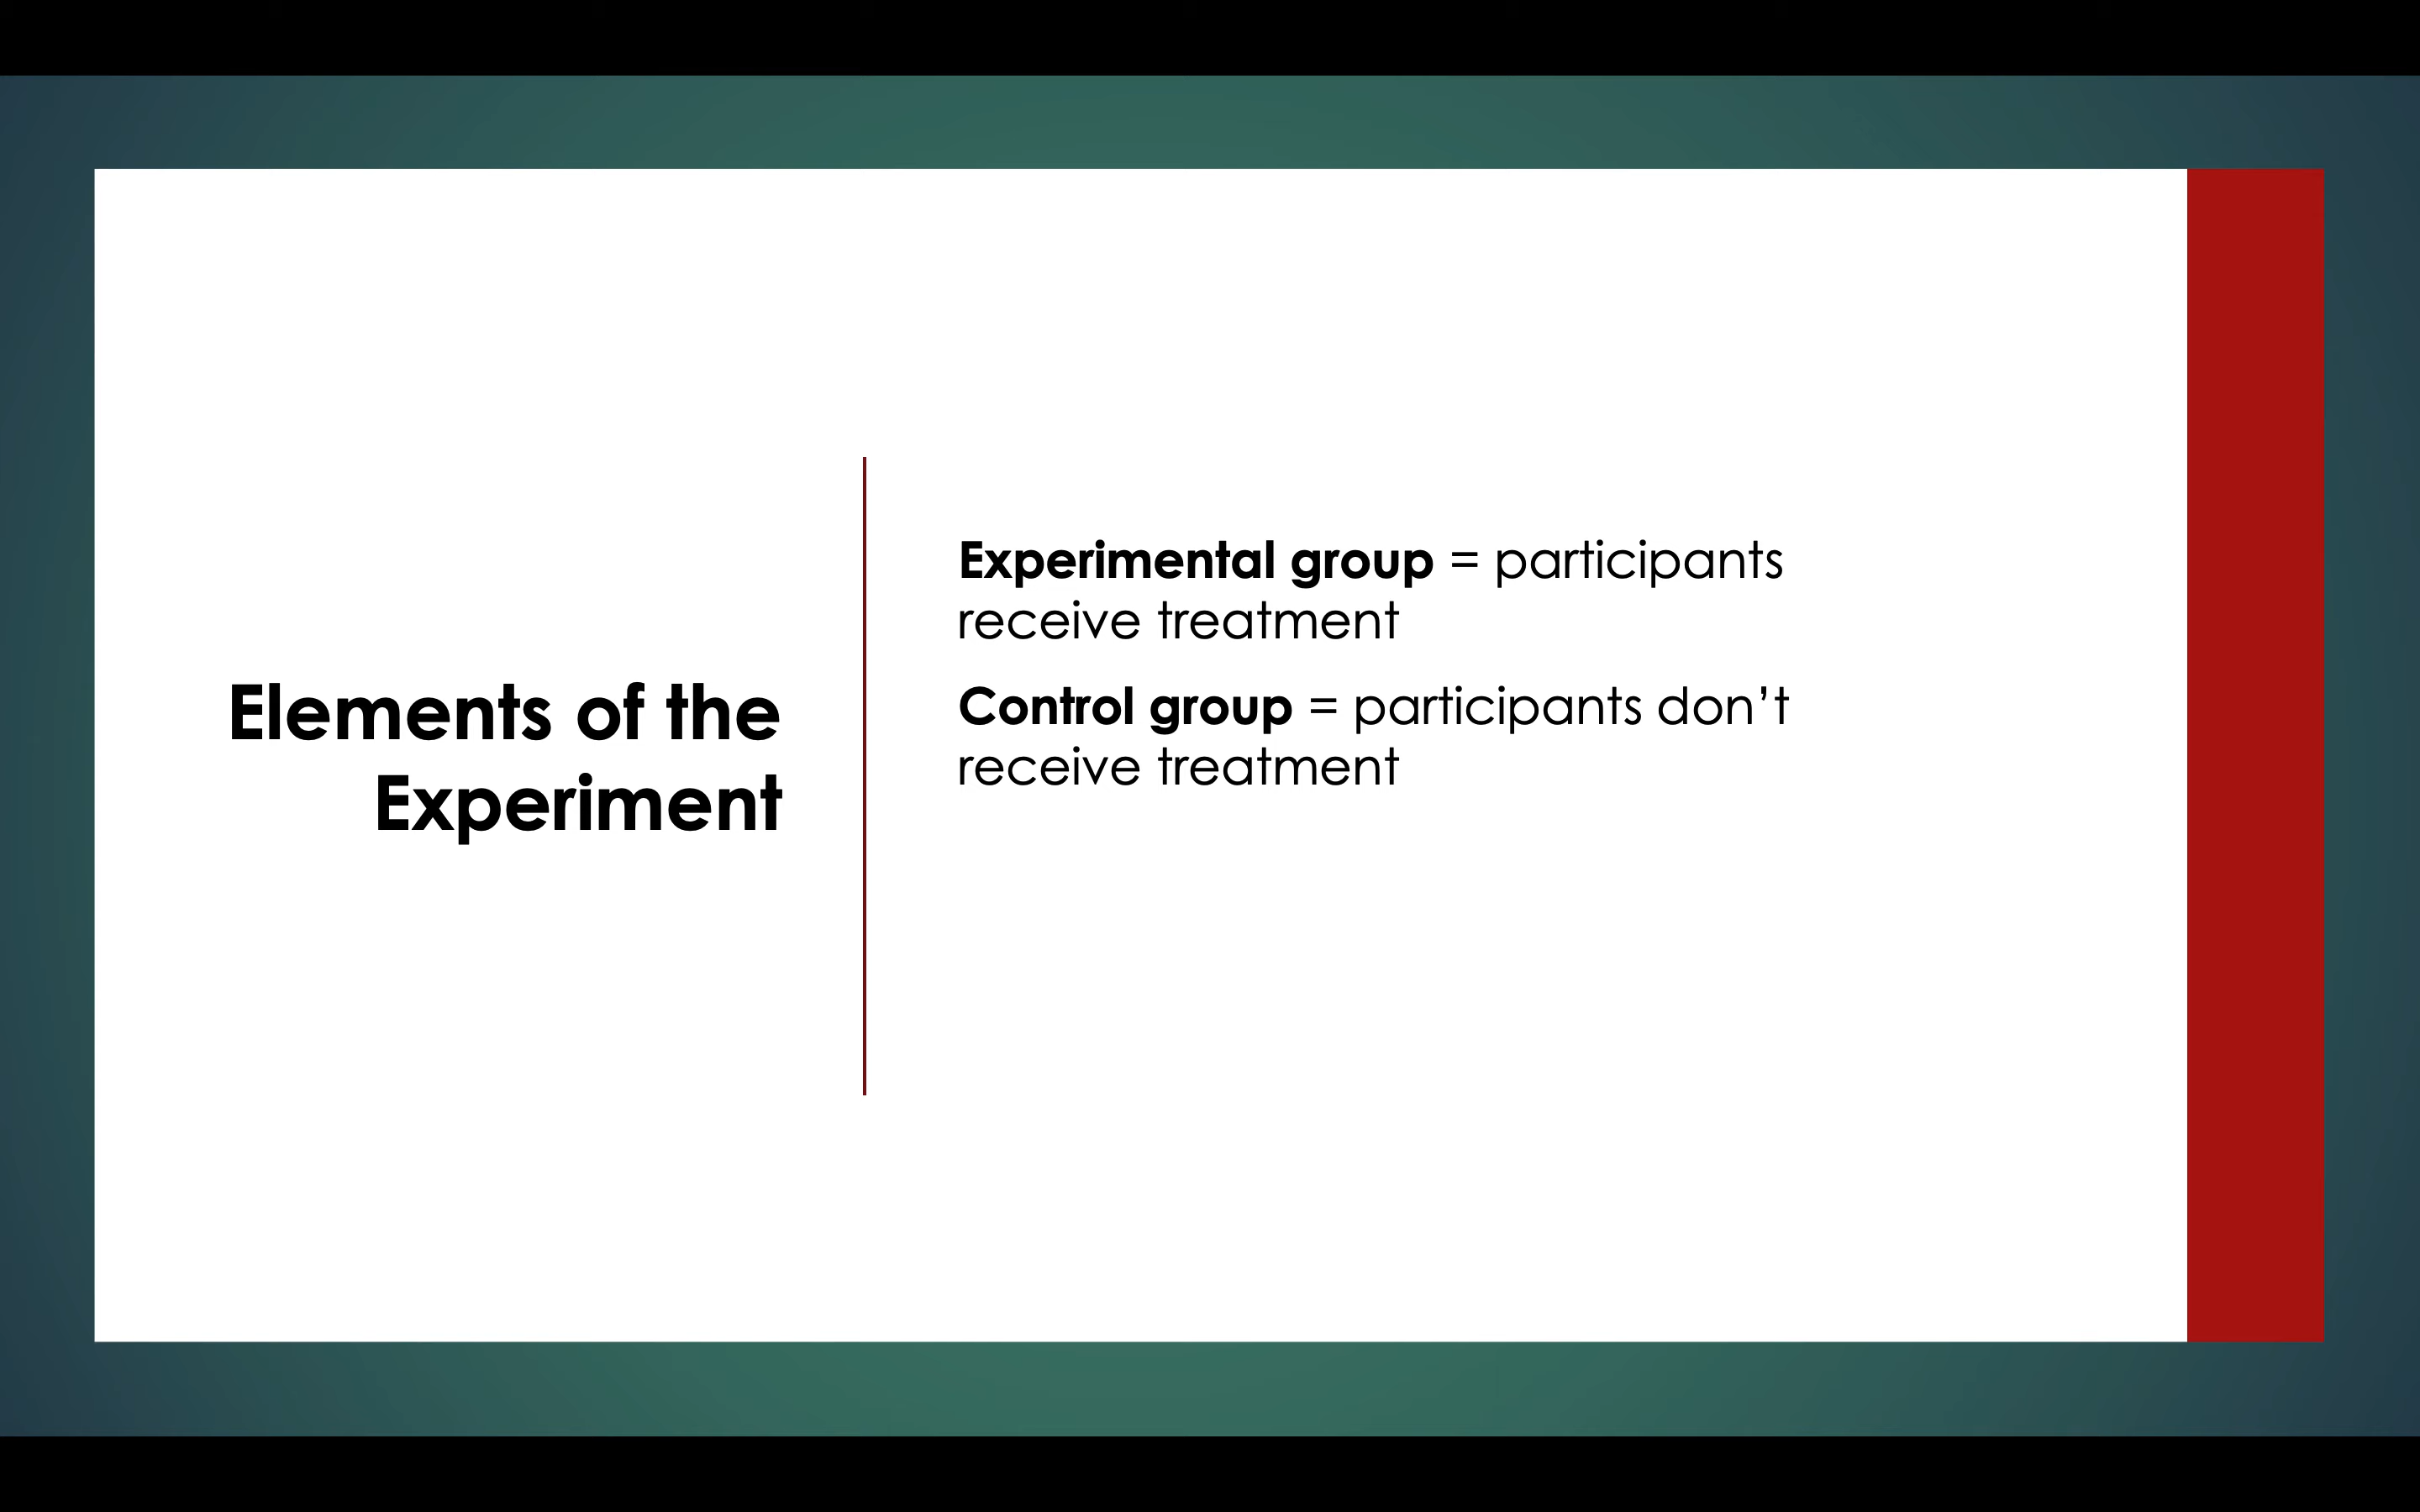 Elements of the
Experiment
Experimental group = participants
receive treatment
Control group = participants don’t
receive treatment